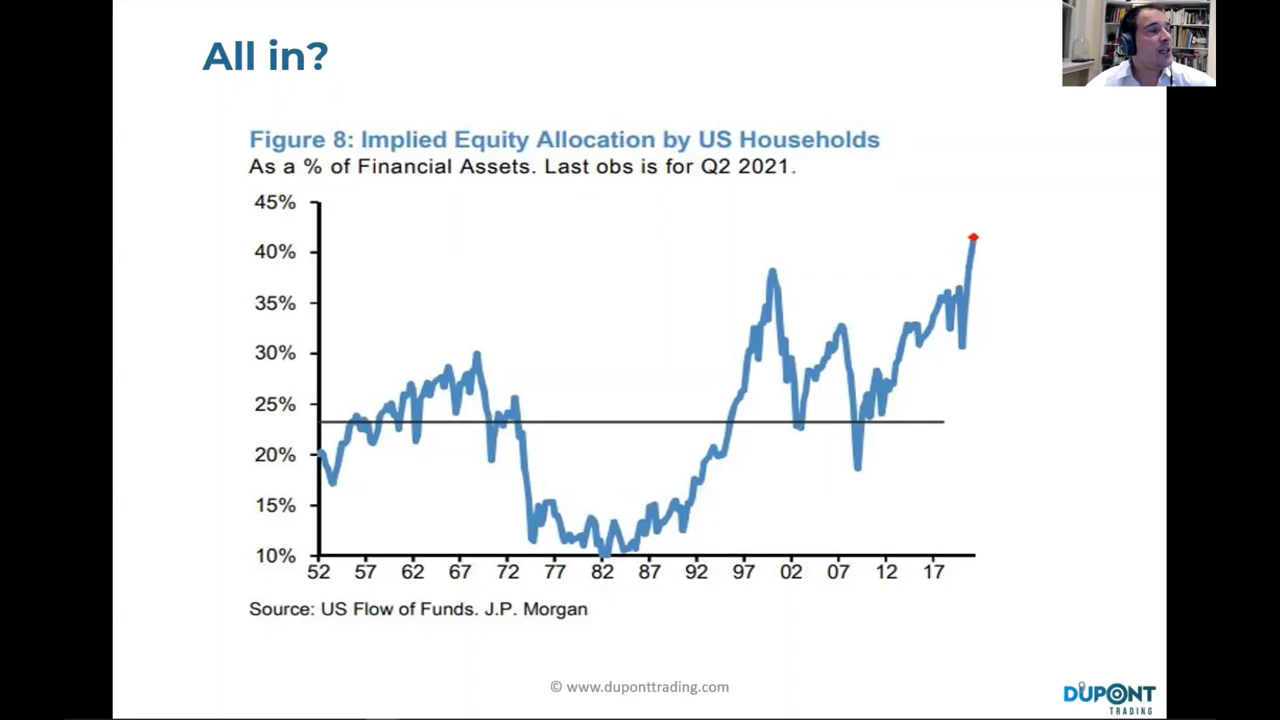 All in?
Figure 8: Implied Equity Allocation by US Households
As a % of Financial Assets. Last obs is for Q2 2021.
45%
40%
35%
30%
25%
20%
15%
10%
52 57 62 67 72 77 82 87 92 97 02 07 12 17
Source: US Flow of Funds. J.P. Morgan
© www.duponttrading.com
DUPONT
TRADING